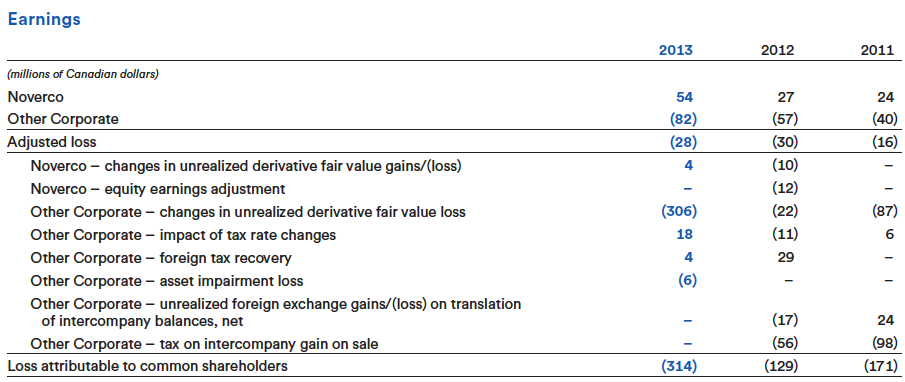 Earnings
2013 2012 2011
(millions of Canadian dollars)
Noverco 54 27 24
Other Corporate (82) (57) (40)
Adjusted loss (28) (30) (16)
Noverco – changes in unrealized derivative fair value gains/(loss) 4 (10) –
Noverco – equity earnings adjustment – (12) –
Other Corporate – changes in unrealized derivative fair value loss (306) (22) (87)
Other Corporate – impact of tax rate changes 18 (11) 6
Other Corporate – foreign tax recovery 4 29 –
Other Corporate – asset impairment loss (6) – –
Other Corporate – unrealized foreign exchange gains/(loss) on translation
of intercompany balances, net – (17) 24
Other Corporate – tax on intercompany gain on sale – (56) (98)
Loss attributable to common shareholders (314) (129) (171)